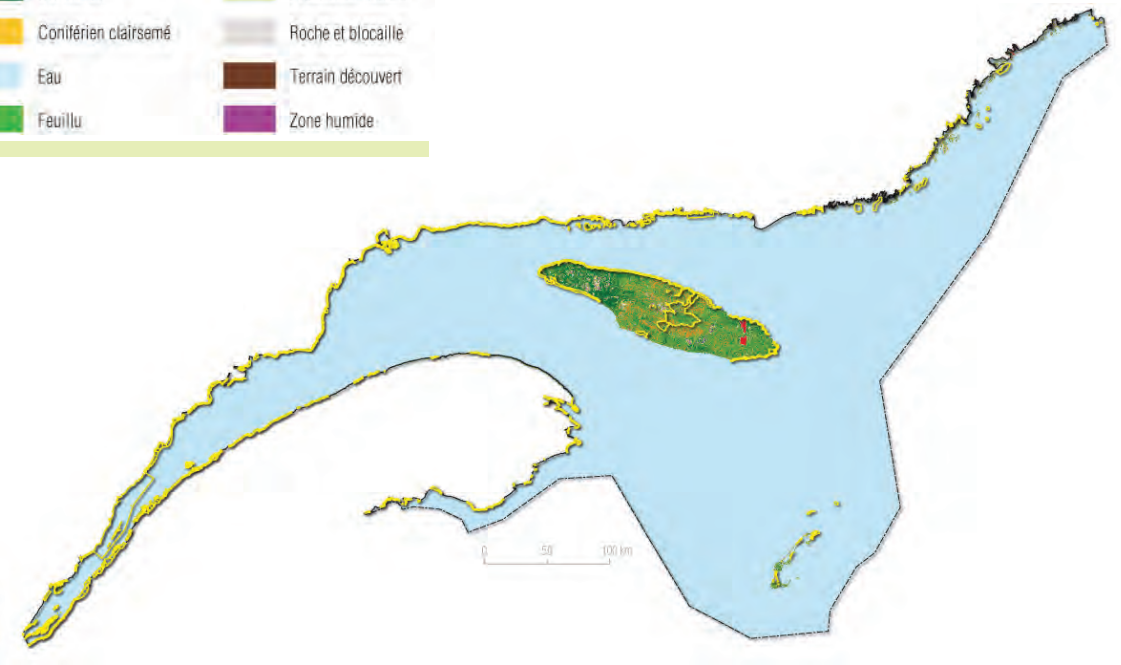 Coniférien clairsemé
Roche et blocaille
Eau
Terrain découvert
Feuillu
Zone humide
0 50 100 km